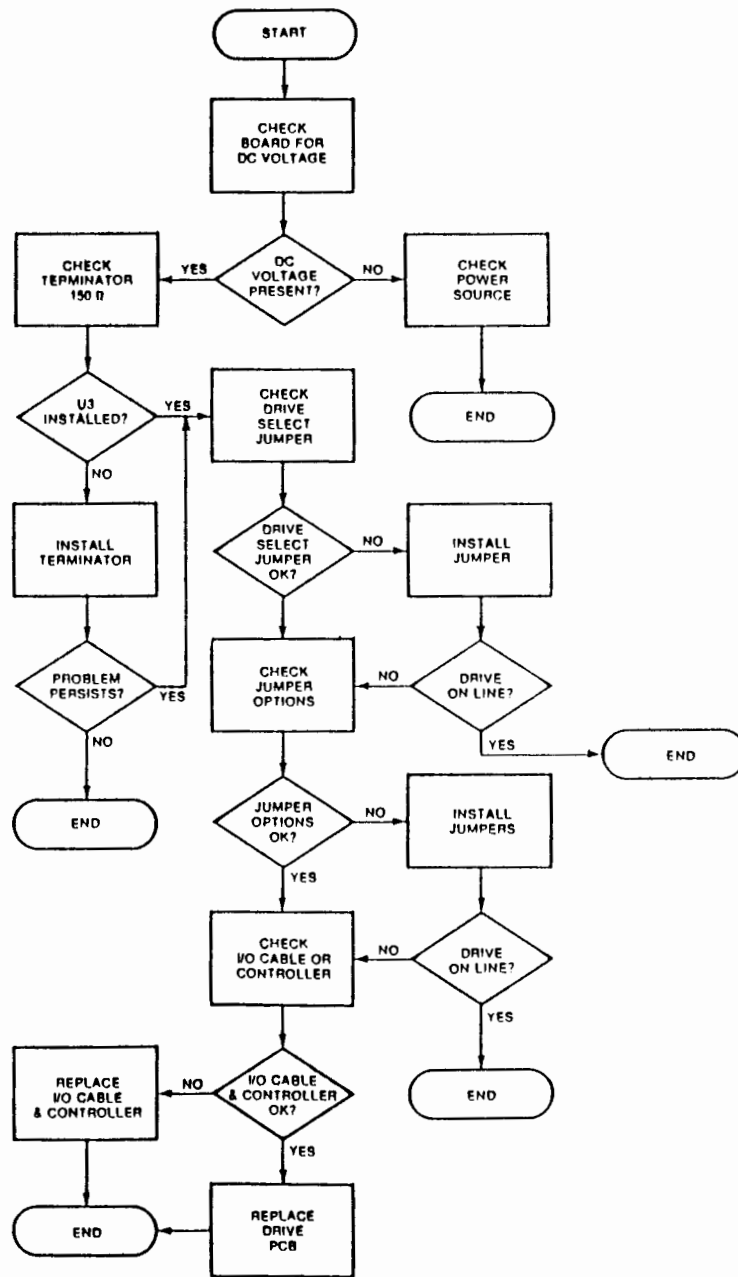 START
CHECK
BOARD FOR
DC VOLTAGE
CHECK
TERMINATOR
150 Ω
YES
DC
VOLTAGE
PRESENT?
NO
CHECK
POWER
SOURCE
U3
INSTALLED?
YES
CHECK
DRIVE
SELECT
JUMPER
END
NO
INSTALL
TERMINATOR
DRIVE
SELECT
JUMPER
OK?
NO
INSTALL
JUMPER
PROBLEM
PERSISTS?
YES
CHECK
JUMPER
OPTIONS
NO
DRIVE
ON LINE?
NO
YES
END
END
JUMPER
OPTIONS
OK?
NO
INSTALL
JUMPERS
YES
CHECK
I/O CABLE OR
CONTROLLER
NO
DRIVE
ON LINE?
YES
REPLACE
I/O CABLE
& CONTROLLER
NO
I/O CABLE
& CONTROLLER
OK?
END
YES
END
REPLACE
DRIVE
PCB